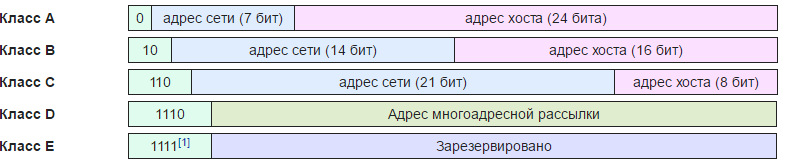 Класс A 0 адрес сети (7 бит) адрес хоста (24 бита)
Класс B 10 адрес сети (14 бит) адрес хоста (16 бит)
Класс C 110 адрес сети (21 бит) адрес хоста (8 бит)
Класс D 1110 Адрес многоадресной рассылки
Класс E 1111[1] Зарезервировано